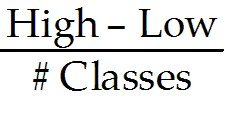 High – Low
# Classes